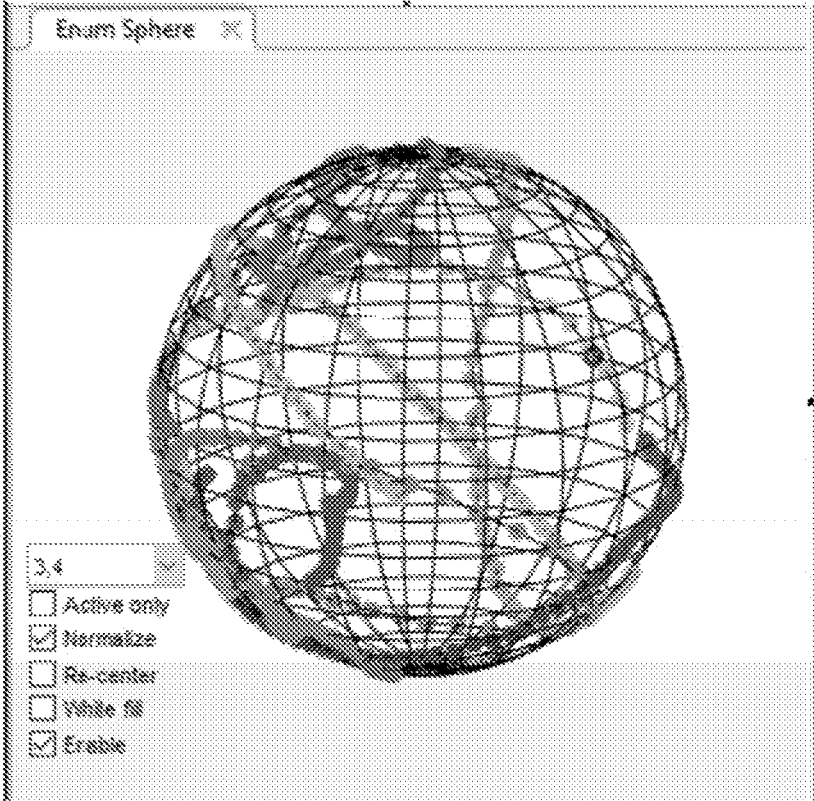 Enum Sphere
3,4
Active only
Normalize
Re-center
White fill
Enable